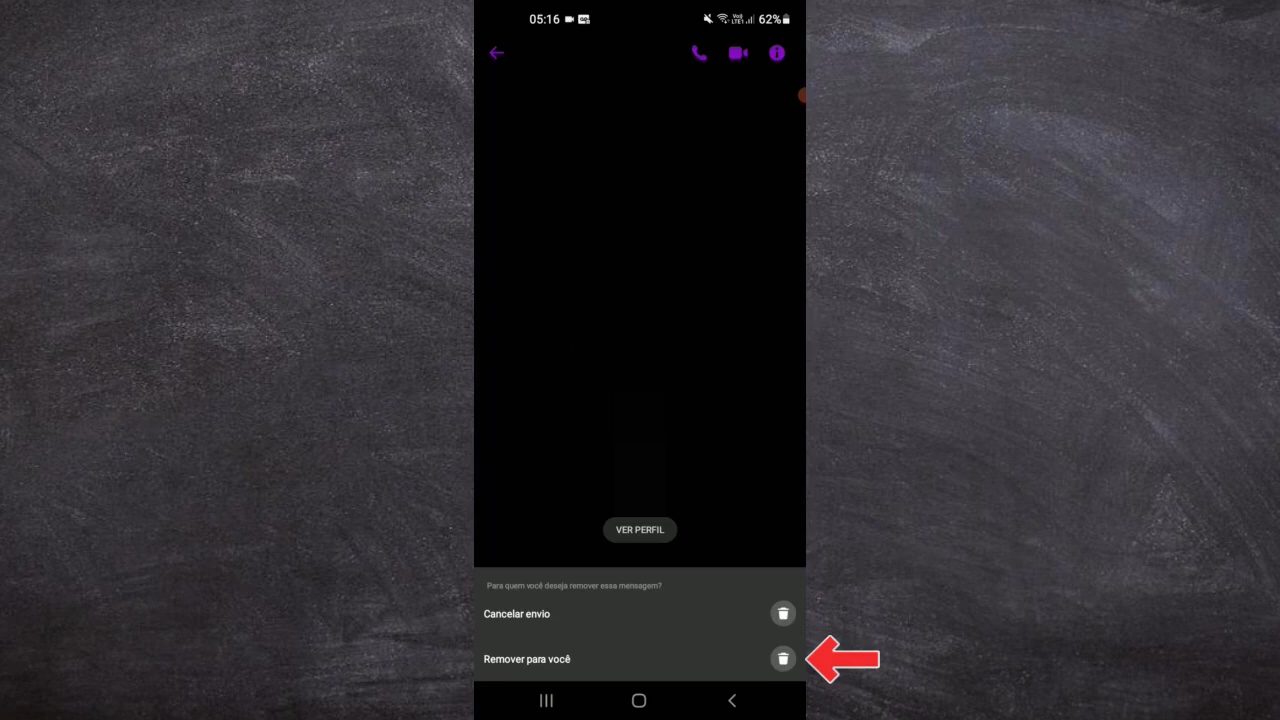 05:16 62%
VER PERFIL
Para quem você deseja remover essa mensagem?
Cancelar envio
Remover para você